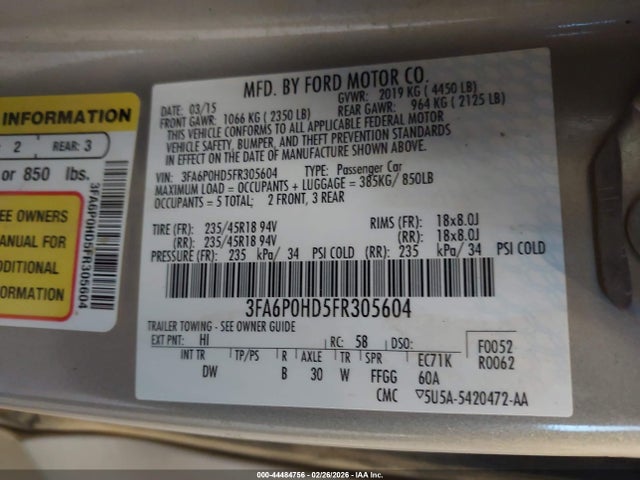 INFORMATION
2 REAR: 3
or 850 lbs.
EE OWNERS
ANUAL FOR
DDITIONAL
FORMATION
3FA6P0HD5FR305604
MFD. BY FORD MOTOR CO.
DATE: 03/15 GVWR: 2019 KG ( 4450 LB)
FRONT GAWR: 1066 KG ( 2350 LB) REAR GAWR: 964 KG ( 2125 LB)
THIS VEHICLE CONFORMS TO ALL APPLICABLE FEDERAL MOTOR
VEHICLE SAFETY, BUMPER, AND THEFT PREVENTION STANDARDS
IN EFFECT ON THE DATE OF MANUFACTURE SHOWN ABOVE.
VIN: 3FA6P0HD5FR305604 TYPE: Passenger Car
MAXIMUM LOAD = OCCUPANTS + LUGGAGE = 385KG/ 850LB
OCCUPANTS = 5 TOTAL; 2 FRONT, 3 REAR
TIRE (FR): 235/45R18 94V RIMS (FR): 18x8.0J
(RR): 235/45R18 94V (RR): 18x8.0J
PRESSURE (FR): 235 kPa/ 34 PSI COLD (RR): 235 kPa/ 34 PSI COLD
3FA6P0HD5FR305604
TRAILER TOWING - SEE OWNER GUIDE
EXT PNT: HI RC: 58 DSO: F0052
INT TR TP/PS R AXLE TR SPR EC71K R0062
DW B 30 W FFGG 60A
CMC ▽5U5A-5420472-AA
000-44484756 - 02/26/2026 - IAA Inc.